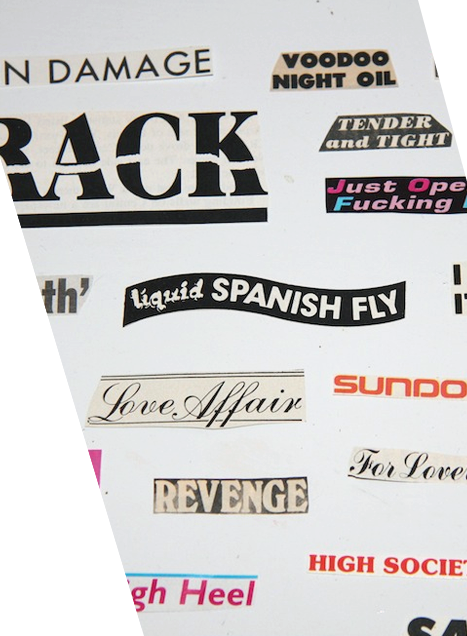 N DAMAGE
VOODOO
NIGHT OIL
RACK
TENDER
and TIGHT
Just Ope
Fucking
th'
liquid SPANISH FLY
Love Affair
SUNDO
For Love
REVENGE
HIGH SOCIET
gh Heel
SA